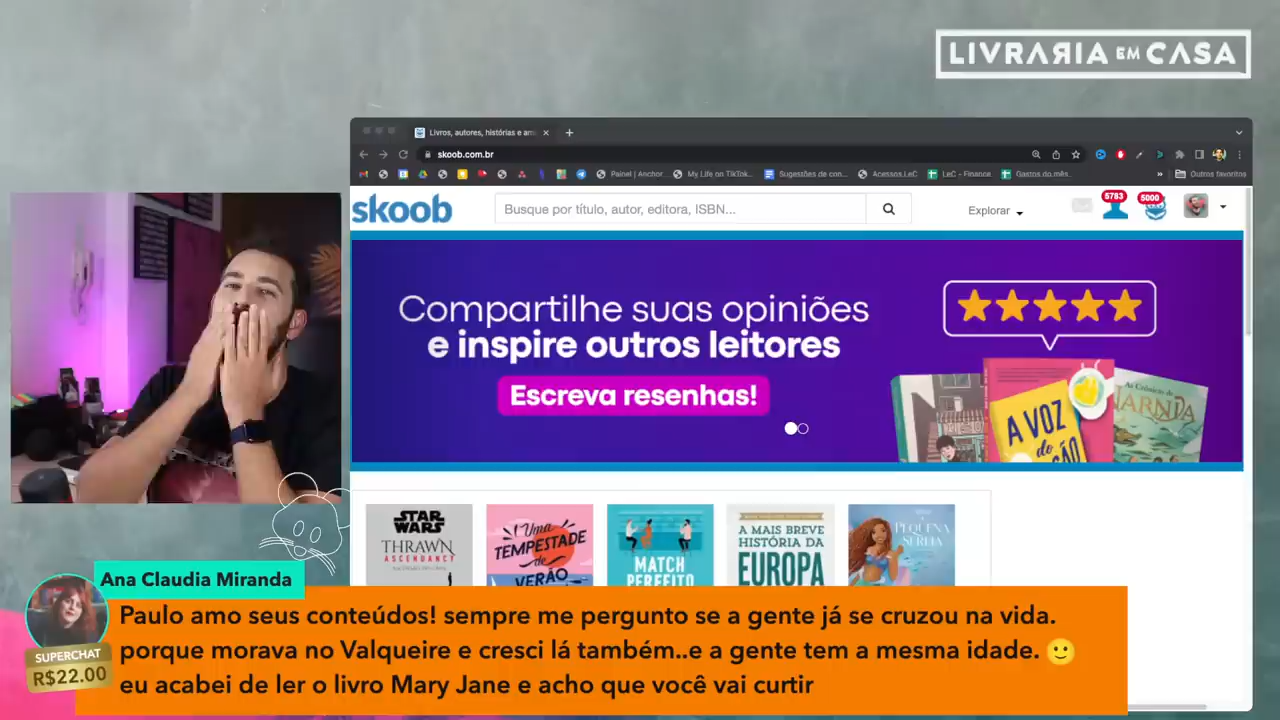 LIVRARIA EM CASA
Livros, autores, histórias e am
skoob.com.br
Painel | Anchor... My Life on TikTok... Sugestões de con... Acessos.LeC LeC - Finance Gastos do mês... » Outros favoritos
skoob
Busque por título, autor, editora, ISBN...
Explorar
5783
5000
Compartilhe suas opiniões
e inspire outros leitores
Escreva resenhas!
A VOZ
do
As Crônicas de
NARNIA
STAR
WARS
THRAWN
ASCENDANCY
Uma
TEMPESTADE
de
VERÃO
MATCH
PERFEITO
A MAIS BREVE
HISTÓRIA DA
EUROPA
A PEQUENA
SEREIA
Ana Claudia Miranda
Paulo amo seus conteúdos! sempre me pergunto se a gente já se cruzou na vida.
porque morava no Valqueire e cresci lá também..e a gente tem a mesma idade. 🙂
eu acabei de ler o livro Mary Jane e acho que você vai curtir
SUPERCHAT
R$22.00